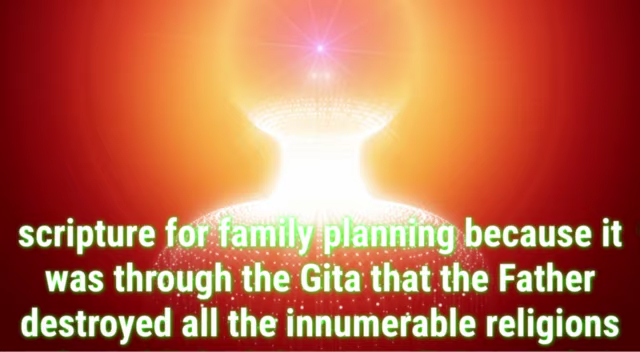 scripture for family planning because it
was through the Gita that the Father
destroyed all the innumerable religions